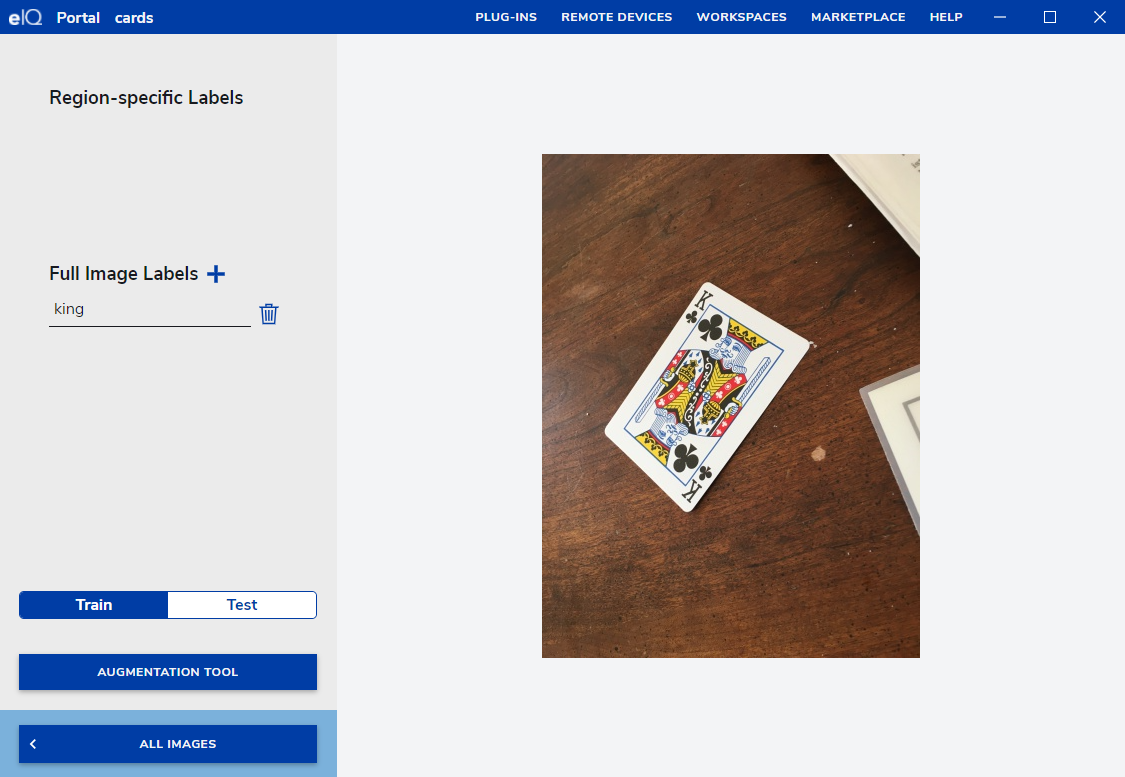 eIQ Portal cards PLUG-INS REMOTE DEVICES WORKSPACES MARKETPLACE HELP
Region-specific Labels
Full Image Labels +
king
Train Test
AUGMENTATION TOOL
ALL IMAGES
K
K